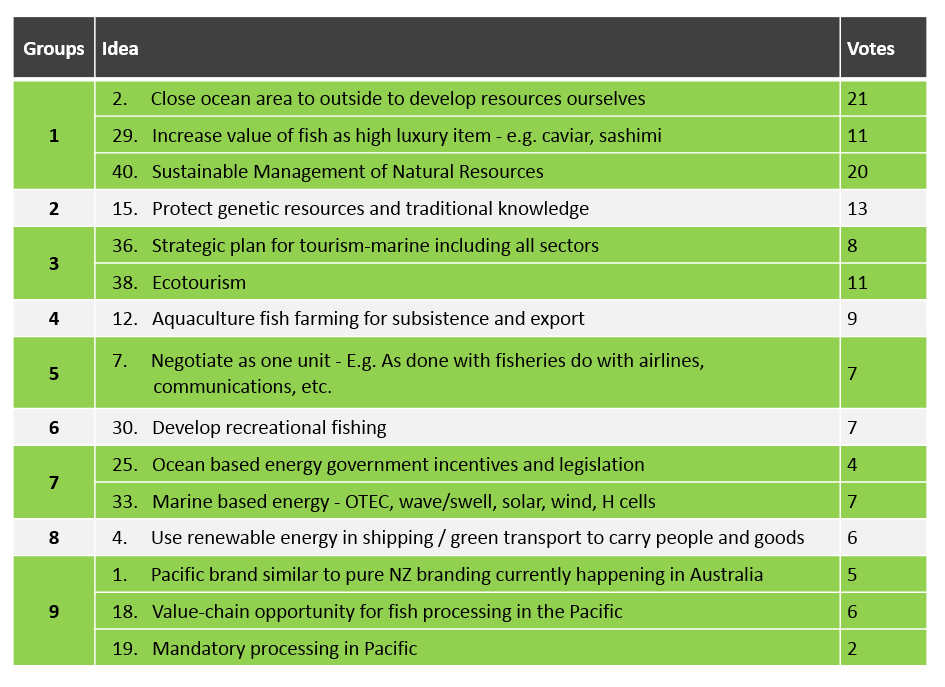 Groups Idea Votes
2. Close ocean area to outside to develop resources ourselves 21
1 29. Increase value of fish as high luxury item - e.g. caviar, sashimi 11
40. Sustainable Management of Natural Resources 20
2 15. Protect genetic resources and traditional knowledge 13
36. Strategic plan for tourism-marine including all sectors 8
3
38. Ecotourism 11
4 12. Aquaculture fish farming for subsistence and export 9
7. Negotiate as one unit - E.g. As done with fisheries do with airlines,
5 7
communications, etc.
6 30. Develop recreational fishing 7
25. Ocean based energy government incentives and legislation 4
7
33. Marine based energy - OTEC, wave/swell, solar, wind, H cells 7
8 4. Use renewable energy in shipping / green transport to carry people and goods 6
1. Pacific brand similar to pure NZ branding currently happening in Australia 5
9 18. Value-chain opportunity for fish processing in the Pacific 6
19. Mandatory processing in Pacific 2